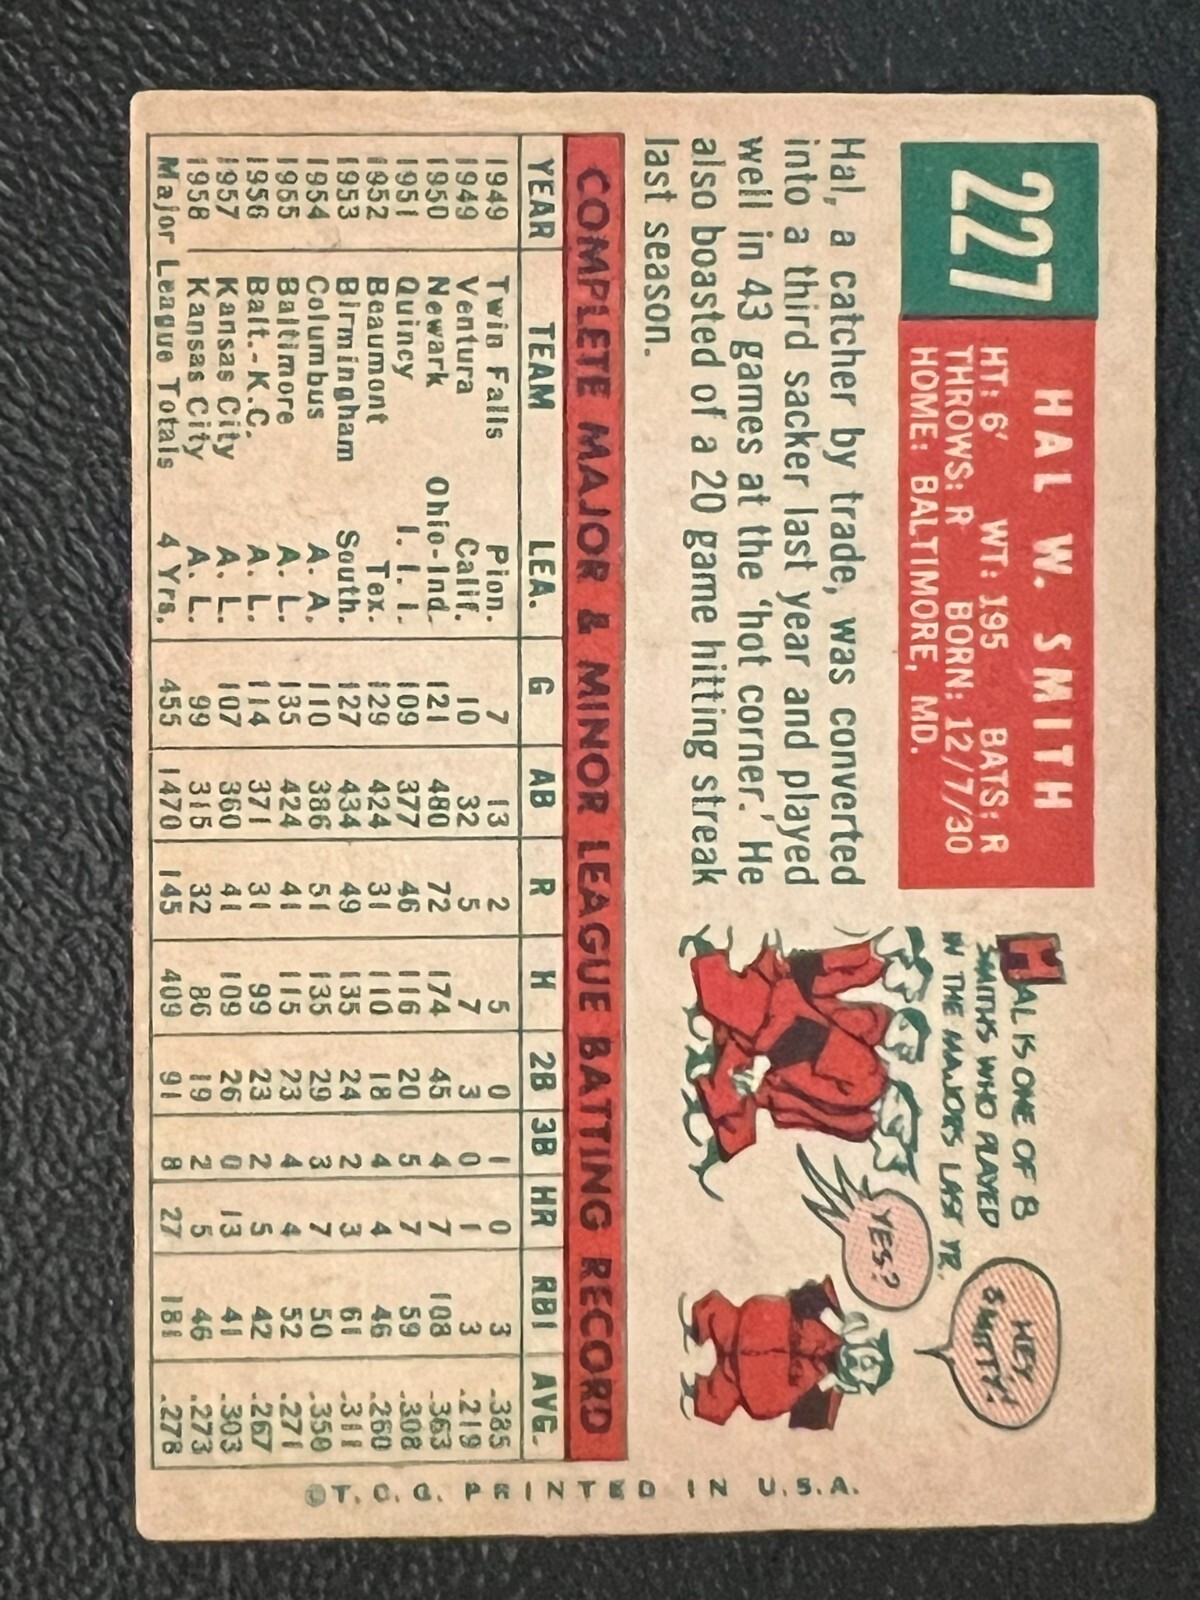 227
HAL W. SMITH
HT: 6' WT: 195 BATS: R
THROWS: R BORN: 12/7/30
HOME: BALTIMORE, MD.
Hal, a catcher by trade, was converted
into a third sacker last year and played
well in 43 games at the 'hot corner.' He
also boasted of a 20 game hitting streak
last season.
HAL IS ONE OF 8
SMITHS WHO PLAYED
IN THE MAJORS LAST YR.
HEY,
SMITTY!
YES?
COMPLETE MAJOR & MINOR LEAGUE BATTING RECORD
YEAR TEAM LEA. G AB R H 2B 3B HR RBI AVG.
1949 Twin Falls Pion. 7 13 2 5 0 1 0 3 .385
1949 Ventura Calif. 10 32 5 7 3 0 1 3 .219
1950 Newark Ohio-Ind. 121 480 72 174 45 4 7 108 .363
1951 Quincy I. I. I. 109 377 46 116 20 5 7 59 .308
1952 Beaumont Tex. 129 424 31 110 18 4 4 46 .260
1953 Birmingham South. 127 434 49 135 24 2 3 61 .311
1954 Columbus A. A. 110 386 51 135 29 3 7 50 .350
1955 Baltimore A. L. 135 424 41 115 23 4 4 52 .271
1956 Balt.-K.C. A. L. 114 371 31 99 23 2 5 42 .267
1957 Kansas City A. L. 107 360 41 109 26 0 13 41 .303
1958 Kansas City A. L. 99 315 32 86 19 2 5 46 .273
Major League Totals 4 Yrs. 455 1470 145 409 91 8 27 181 .278
©T. C. G. PRINTED IN U.S.A.